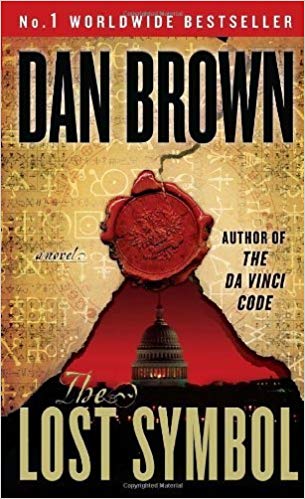 No. 1 WORLDWIDE BESTSELLER
DAN BROWN
a novel
AUTHOR OF
THE
DA VINCI
CODE
The
LOST SYMBOL